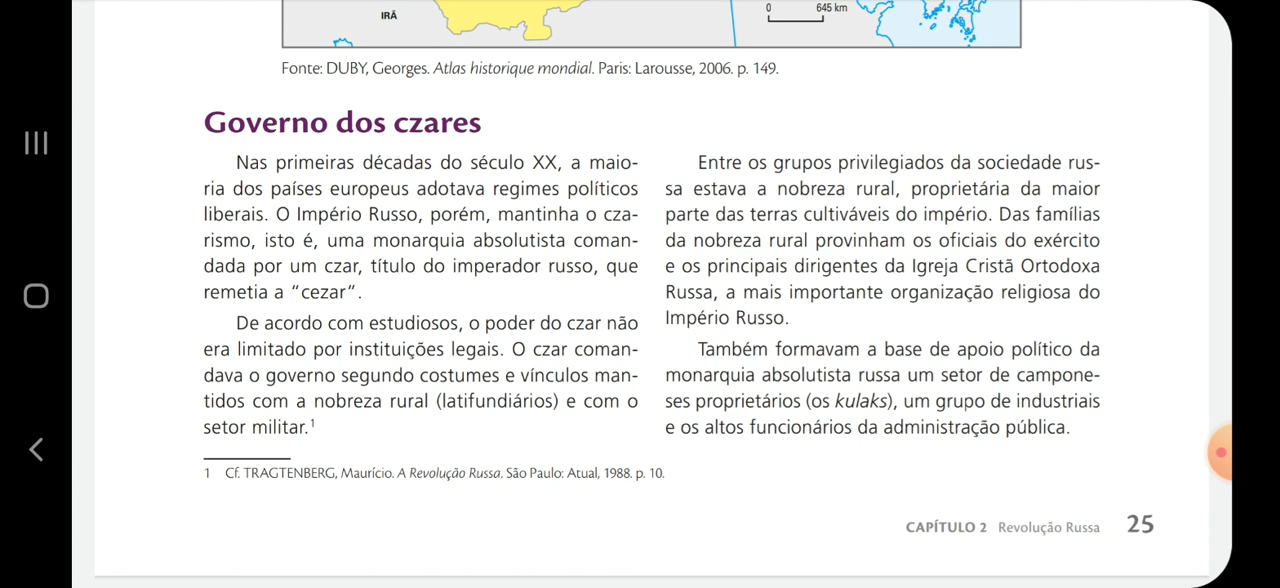 IRÃ
0 645 km
Fonte: DUBY, Georges. Atlas historique mondial. Paris: Larousse, 2006. p. 149.
Governo dos czares
Nas primeiras décadas do século XX, a maio-
ria dos países europeus adotava regimes políticos
liberais. O Império Russo, porém, mantinha o cza-
rismo, isto é, uma monarquia absolutista coman-
dada por um czar, título do imperador russo, que
remetia a “cezar”.
De acordo com estudiosos, o poder do czar não
era limitado por instituições legais. O czar coman-
dava o governo segundo costumes e vínculos man-
tidos com a nobreza rural (latifundiários) e com o
setor militar.¹
Entre os grupos privilegiados da sociedade rus-
sa estava a nobreza rural, proprietária da maior
parte das terras cultiváveis do império. Das famílias
da nobreza rural provinham os oficiais do exército
e os principais dirigentes da Igreja Cristã Ortodoxa
Russa, a mais importante organização religiosa do
Império Russo.
Também formavam a base de apoio político da
monarquia absolutista russa um setor de campone-
ses proprietários (os kulaks), um grupo de industriais
e os altos funcionários da administração pública.
1 Cf. TRAGTENBERG, Maurício. A Revolução Russa. São Paulo: Atual, 1988. p. 10.
CAPÍTULO 2 Revolução Russa 25